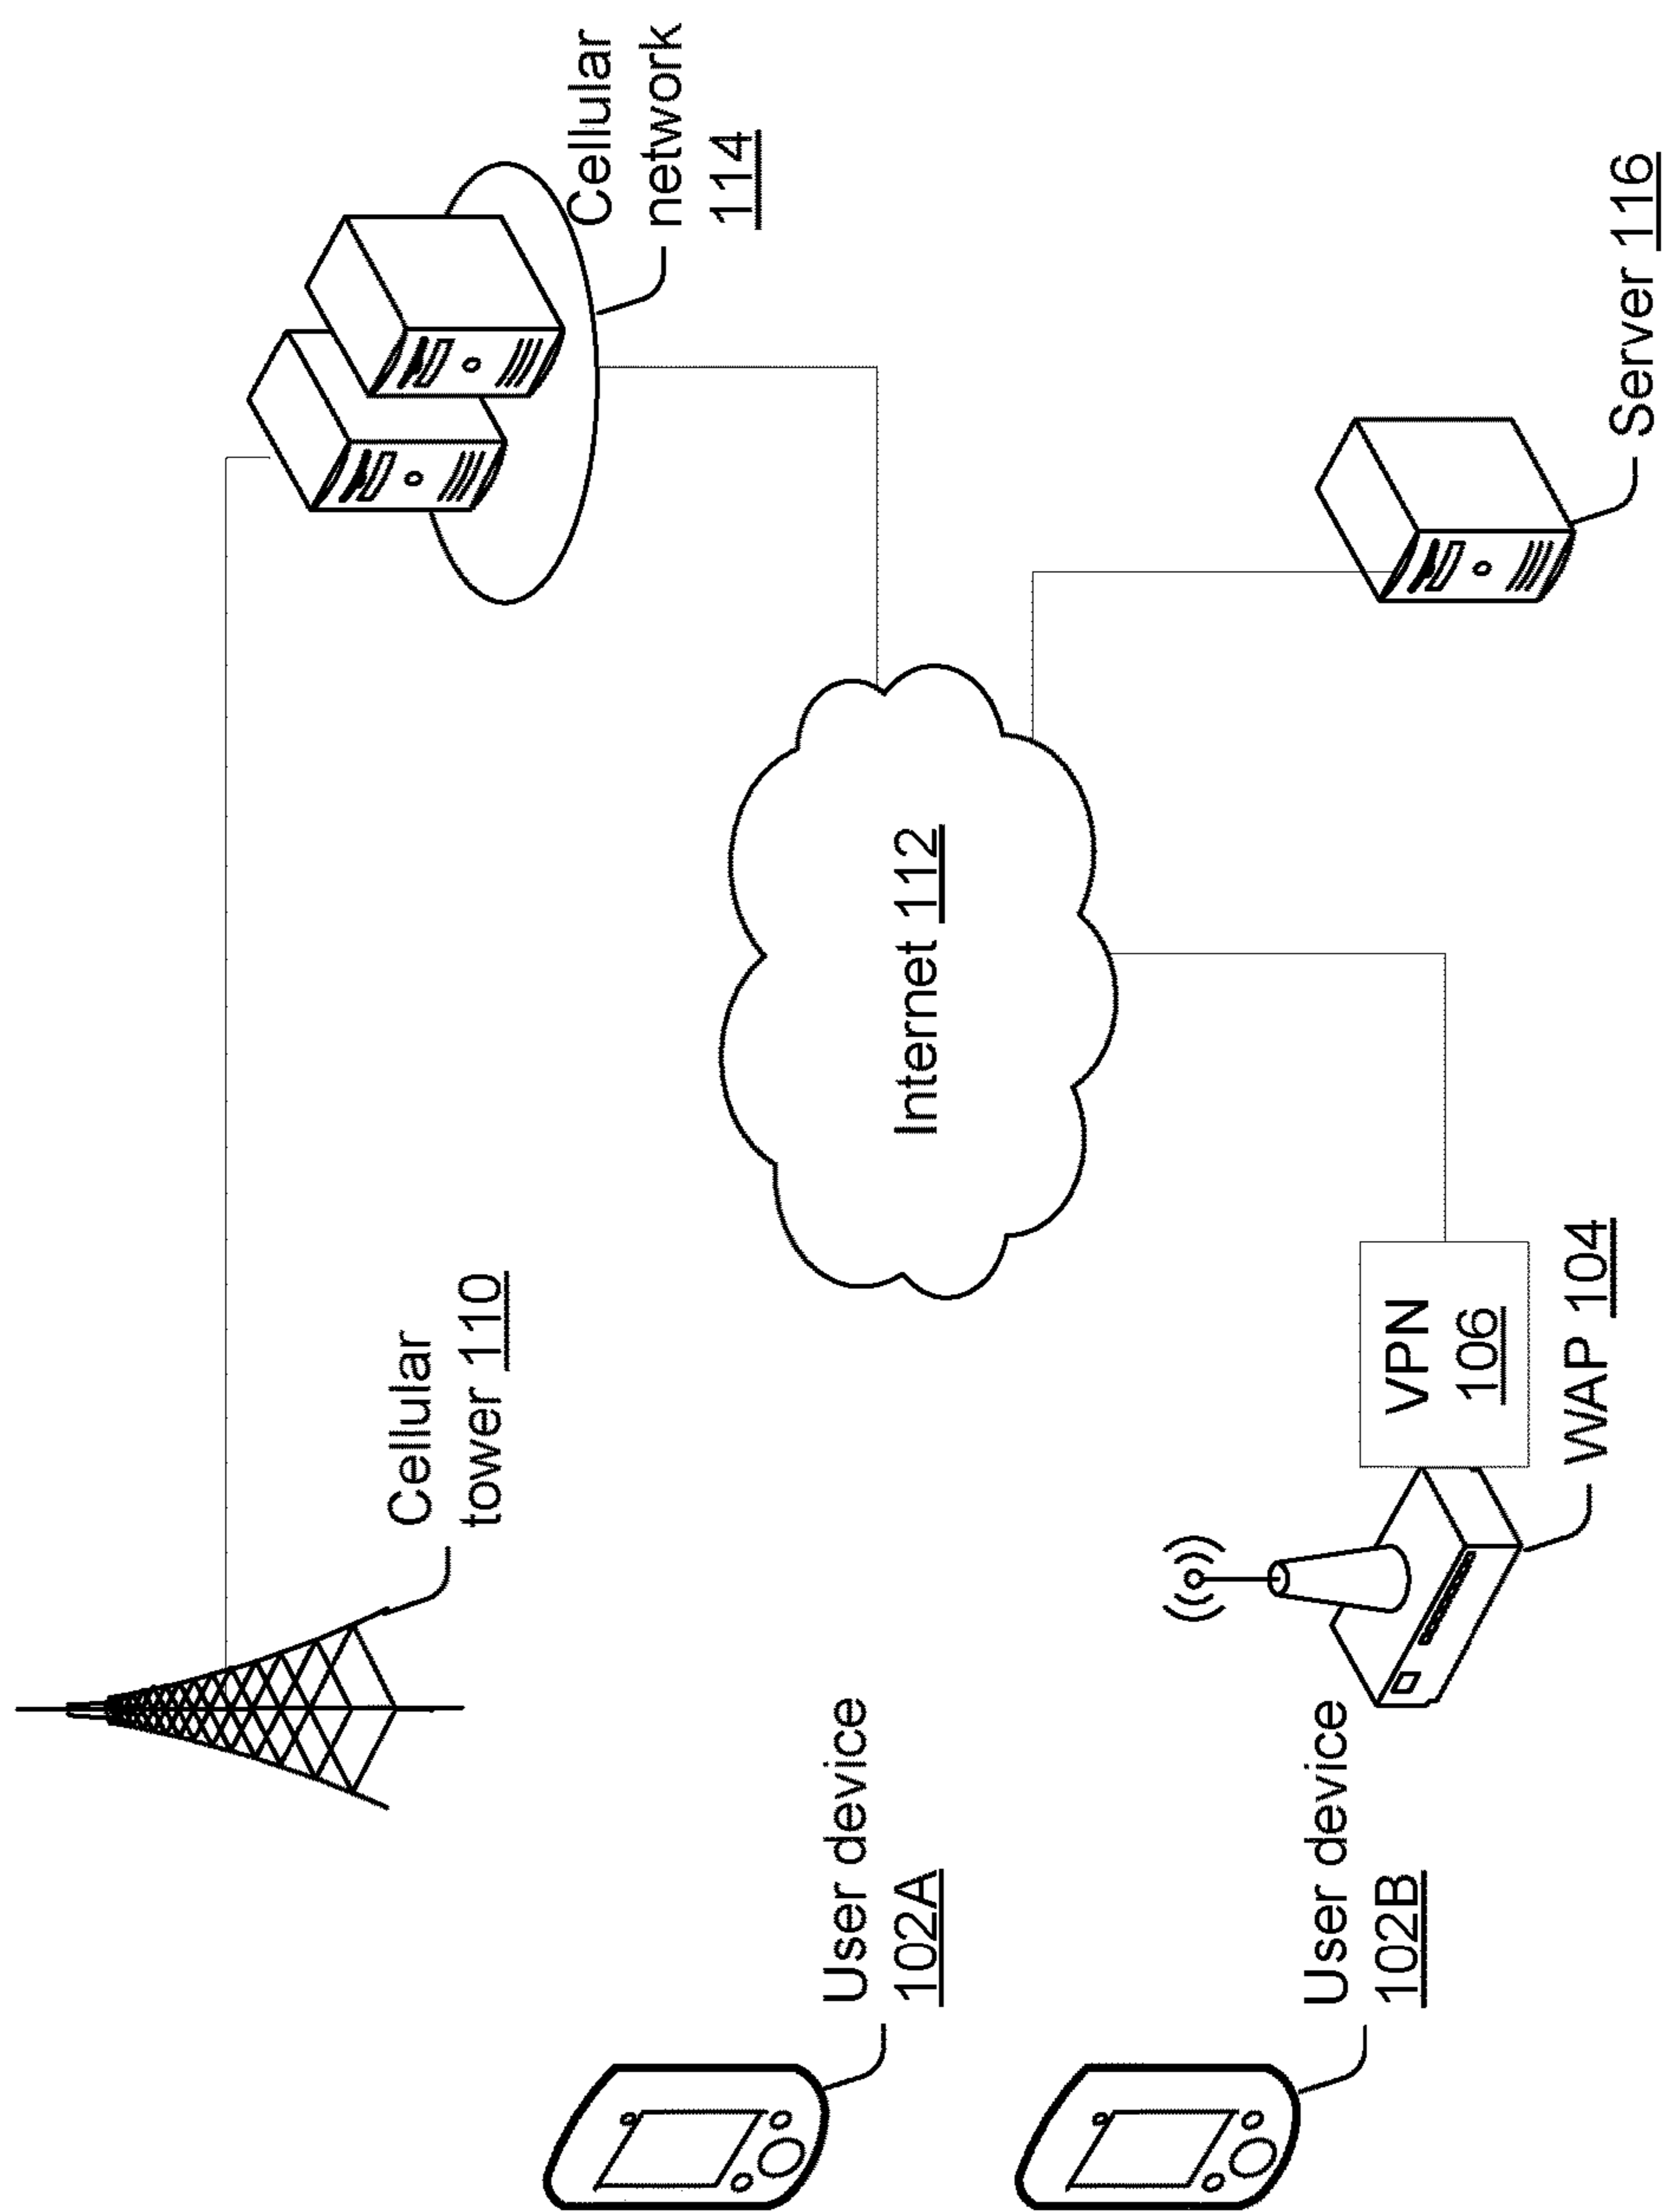 Cellular
tower 110
Cellular
network
114
User device
102A
Internet 112
User device
102B
VPN
106
WAP 104
Server 116